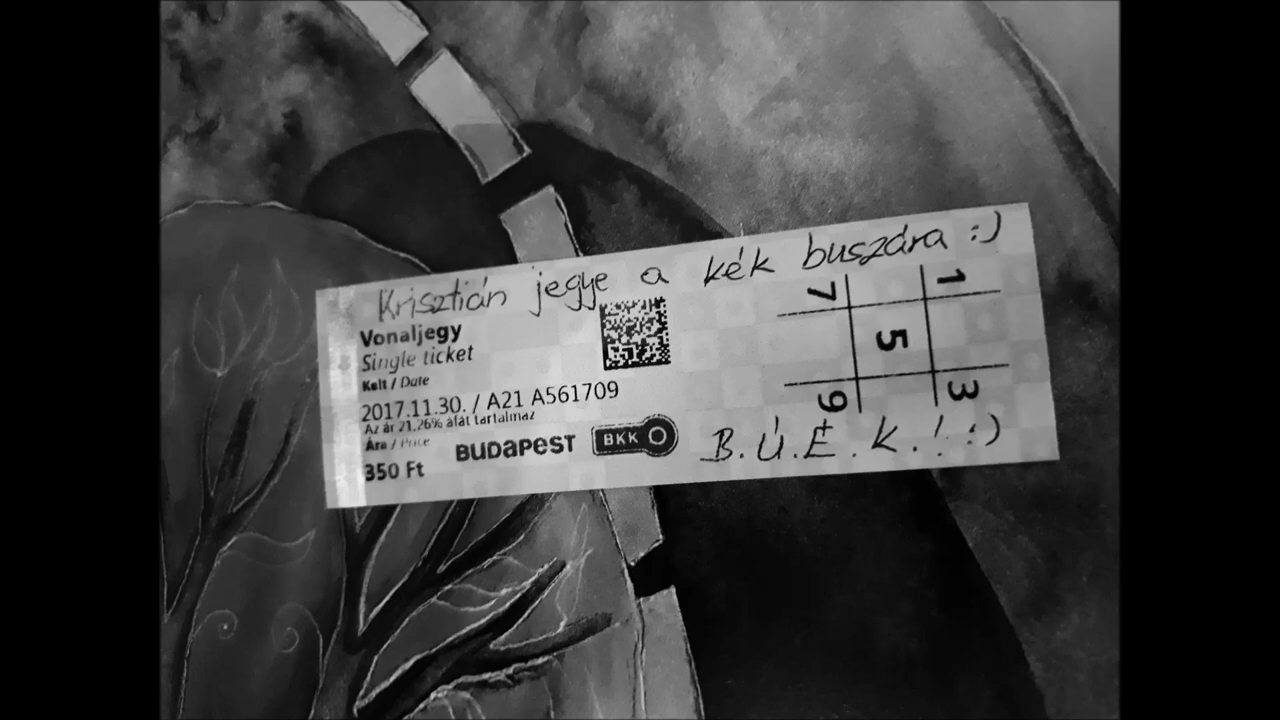 Krisztián jegye a kék buszára :)
Vonaljegy
Single ticket
Kelt / Date
2017.11.30. / A21 A561709
Az ár 21,26% áfát tartalmaz
Ára / Price
350 Ft
BUDAPEST BKK
7 1
5
9 3
B.Ú.É.K.! :)